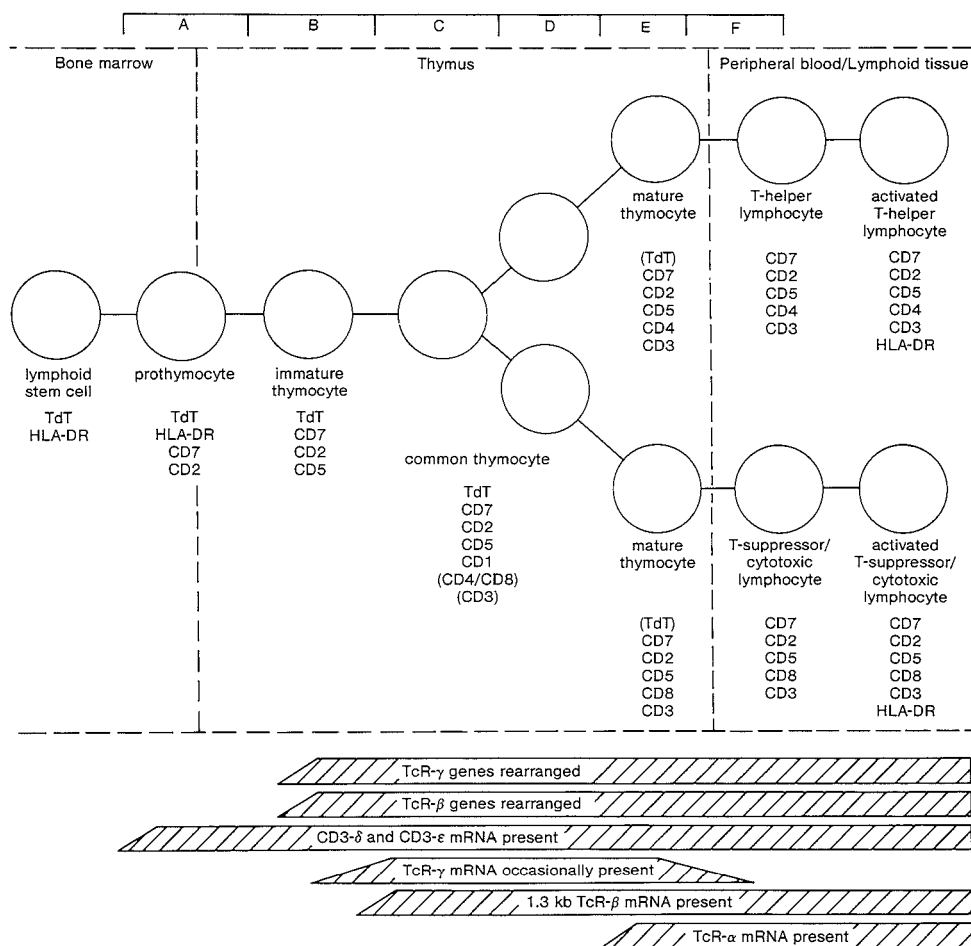 A B C D E F
Bone marrow Thymus Peripheral blood/Lymphoid tissue
mature
thymocyte
(TdT)
CD7
CD2
CD5
CD4
CD3
T-helper
lymphocyte
CD7
CD2
CD5
CD4
CD3
activated
T-helper
lymphocyte
CD7
CD2
CD5
CD4
CD3
HLA-DR
lymphoid
stem cell
TdT
HLA-DR
prothymocyte
TdT
HLA-DR
CD7
CD2
immature
thymocyte
TdT
CD7
CD2
CD5
common thymocyte
TdT
CD7
CD2
CD5
CD1
(CD4/CD8)
(CD3)
mature
thymocyte
(TdT)
CD7
CD2
CD5
CD8
CD3
T-suppressor/
cytotoxic
lymphocyte
CD7
CD2
CD5
CD8
CD3
activated
T-suppressor/
cytotoxic
lymphocyte
CD7
CD2
CD5
CD8
CD3
HLA-DR
TcR-γ genes rearranged
TcR-β genes rearranged
CD3-δ and CD3-ε mRNA present
TcR-γ mRNA occasionally present
1.3 kb TcR-β mRNA present
TcR-α mRNA present